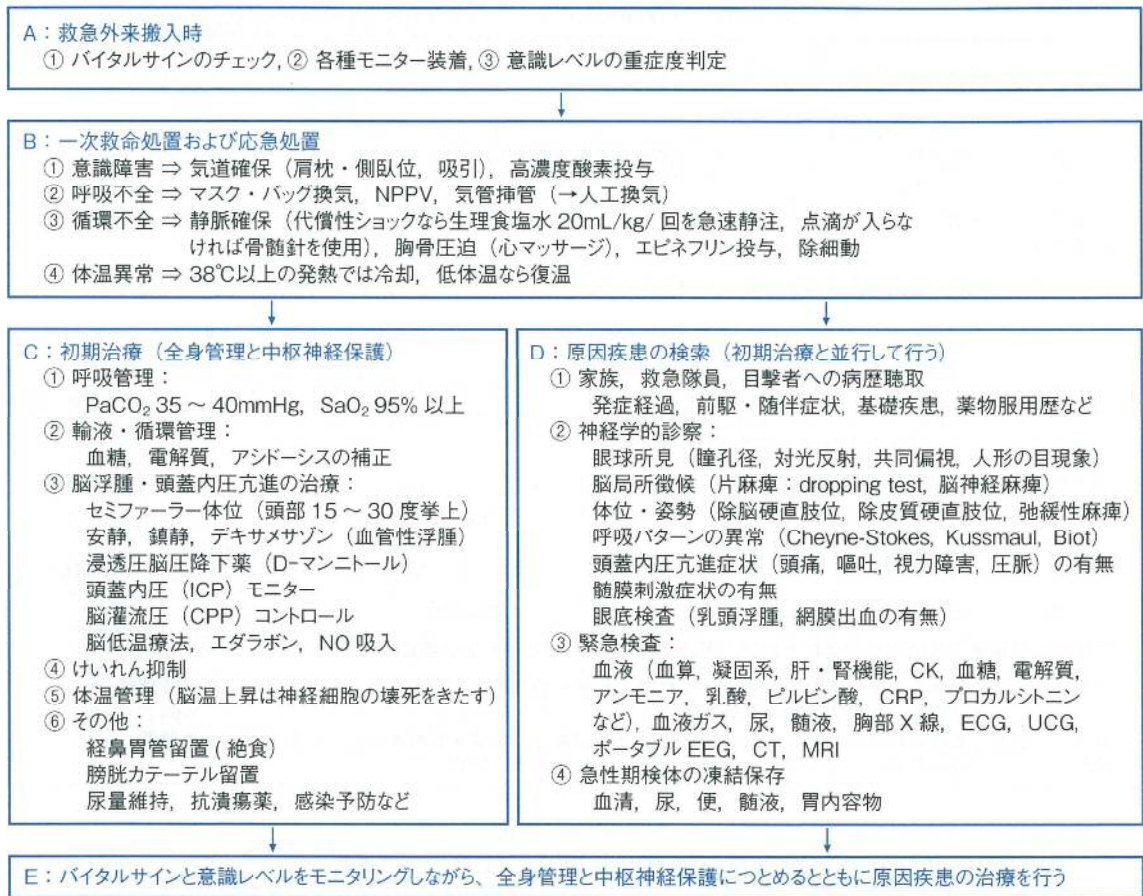 A：救急外来搬入時
① バイタルサインのチェック, ② 各種モニター装着, ③ 意識レベルの重症度判定
B：一次救命処置および応急処置
① 意識障害 ⇒ 気道確保（肩枕・側臥位，吸引），高濃度酸素投与
② 呼吸不全 ⇒ マスク・バッグ換気，NPPV，気管挿管（→人工換気）
③ 循環不全 ⇒ 静脈確保（代償性ショックなら生理食塩水 20mL/kg/ 回を急速静注，点滴が入らな
ければ骨髄針を使用），胸骨圧迫（心マッサージ），エピネフリン投与，除細動
④ 体温異常 ⇒ 38℃以上の発熱では冷却，低体温なら復温
C：初期治療（全身管理と中枢神経保護）
① 呼吸管理：
PaCO₂ 35 ～ 40mmHg，SaO₂ 95% 以上
② 輸液・循環管理：
血糖，電解質，アシドーシスの補正
③ 脳浮腫・頭蓋内圧亢進の治療：
セミファーラー体位（頭部 15 ～ 30 度挙上）
安静，鎮静，デキサメサゾン（血管性浮腫）
浸透圧脳圧降下薬（D-マンニトール）
頭蓋内圧（ICP）モニター
脳灌流圧（CPP）コントロール
脳低温療法，エダラボン，NO 吸入
④ けいれん抑制
⑤ 体温管理（脳温上昇は神経細胞の壊死をきたす）
⑥ その他：
経鼻胃管留置 ( 絶食）
膀胱カテーテル留置
尿量維持，抗潰瘍薬，感染予防など
D：原因疾患の検索（初期治療と並行して行う）
① 家族，救急隊員，目撃者への病歴聴取
発症経過，前駆・随伴症状，基礎疾患，薬物服用歴など
② 神経学的診察：
眼球所見（瞳孔径，対光反射，共同偏視，人形の目現象）
脳局所徴候（片麻痺：dropping test，脳神経麻痺）
体位・姿勢（除脳硬直肢位，除皮質硬直肢位，弛緩性麻痺）
呼吸パターンの異常（Cheyne-Stokes，Kussmaul，Biot）
頭蓋内圧亢進症状（頭痛，嘔吐，視力障害，圧脈）の有無
髄膜刺激症状の有無
眼底検査（乳頭浮腫，網膜出血の有無）
③ 緊急検査：
血液（血算，凝固系，肝・腎機能，CK，血糖，電解質，
アンモニア，乳酸，ピルビン酸，CRP，プロカルシトニン
など），血液ガス，尿，髄液，胸部 X 線，ECG，UCG，
ポータブル EEG，CT，MRI
④ 急性期検体の凍結保存
血清，尿，便，髄液，胃内容物
E：バイタルサインと意識レベルをモニタリングしながら、全身管理と中枢神経保護につとめるとともに原因疾患の治療を行う